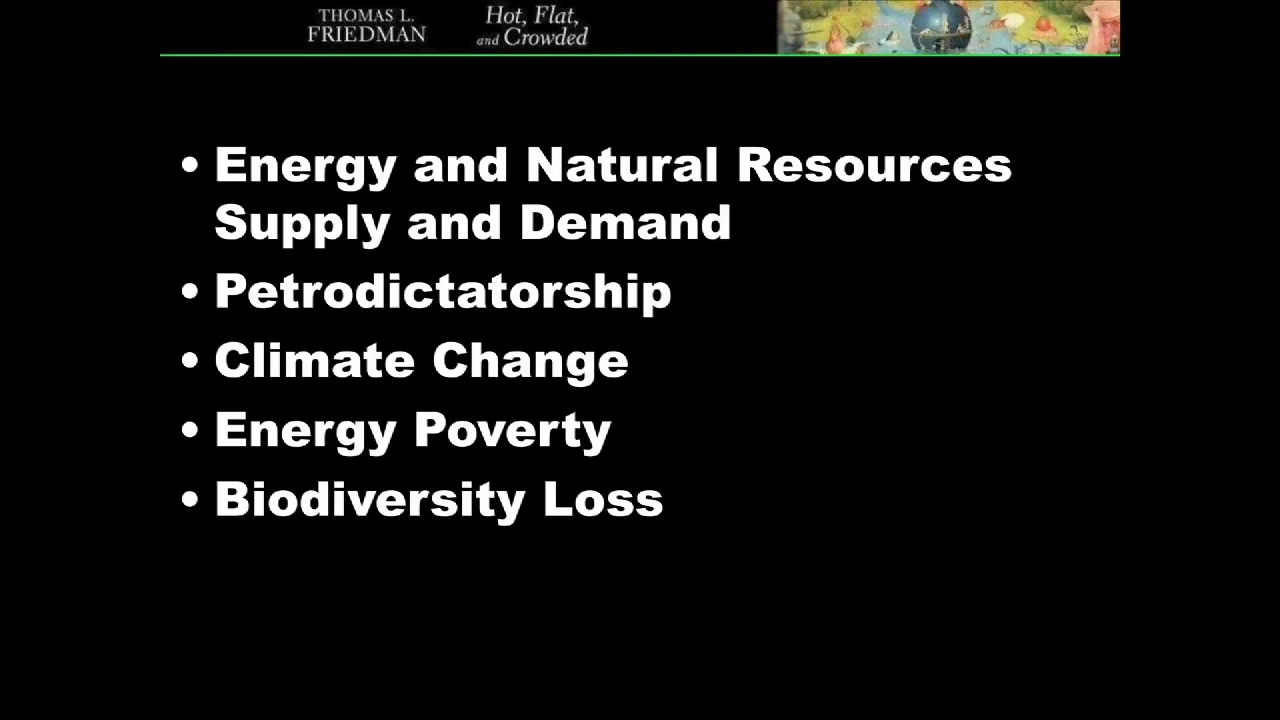 THOMAS L.
FRIEDMAN
Hot, Flat,
and Crowded
• Energy and Natural Resources
Supply and Demand
• Petrodictatorship
• Climate Change
• Energy Poverty
• Biodiversity Loss